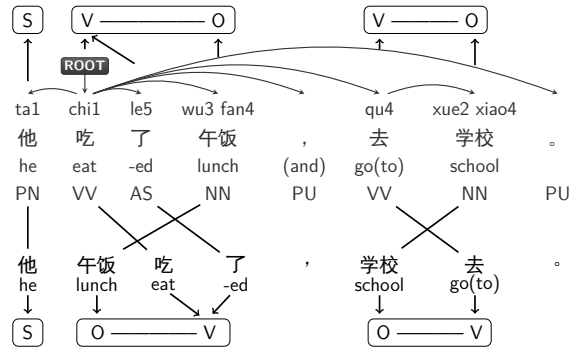 S V O V O
ROOT
ta1 chi1 le5 wu3 fan4 qu4 xue2 xiao4
他 吃 了 午饭 , 去 学校 。
he eat -ed lunch (and) go(to) school
PN VV AS NN PU VV NN PU
他 午饭 吃 了 , 学校 去 。
he lunch eat -ed school go(to)
S O V O V